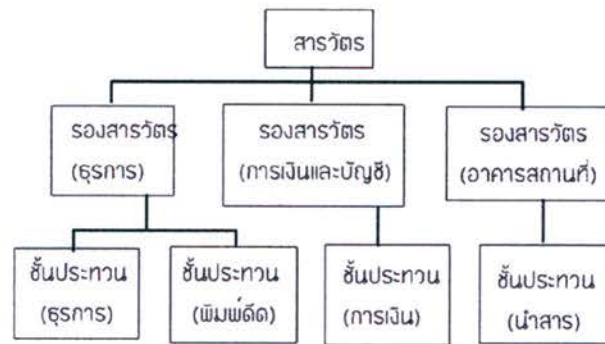 สารวัตร
รองสารวัตร
(ธุรการ)
รองสารวัตร
(การเงินและบัญชี)
รองสารวัตร
(อาคารสถานที่)
ชั้นประทวน
(ธุรการ)
ชั้นประทวน
(พิมพ์ดีด)
ชั้นประทวน
(การเงิน)
ชั้นประทวน
(นำสาร)